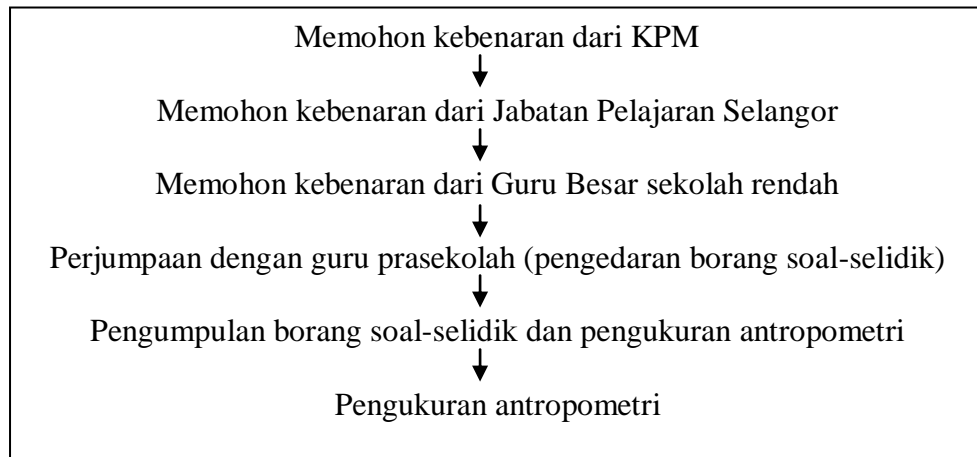 Memohon kebenaran dari KPM
Memohon kebenaran dari Jabatan Pelajaran Selangor
Memohon kebenaran dari Guru Besar sekolah rendah
Perjumpaan dengan guru prasekolah (pengedaran borang soal-selidik)
Pengumpulan borang soal-selidik dan pengukuran antropometri
Pengukuran antropometri